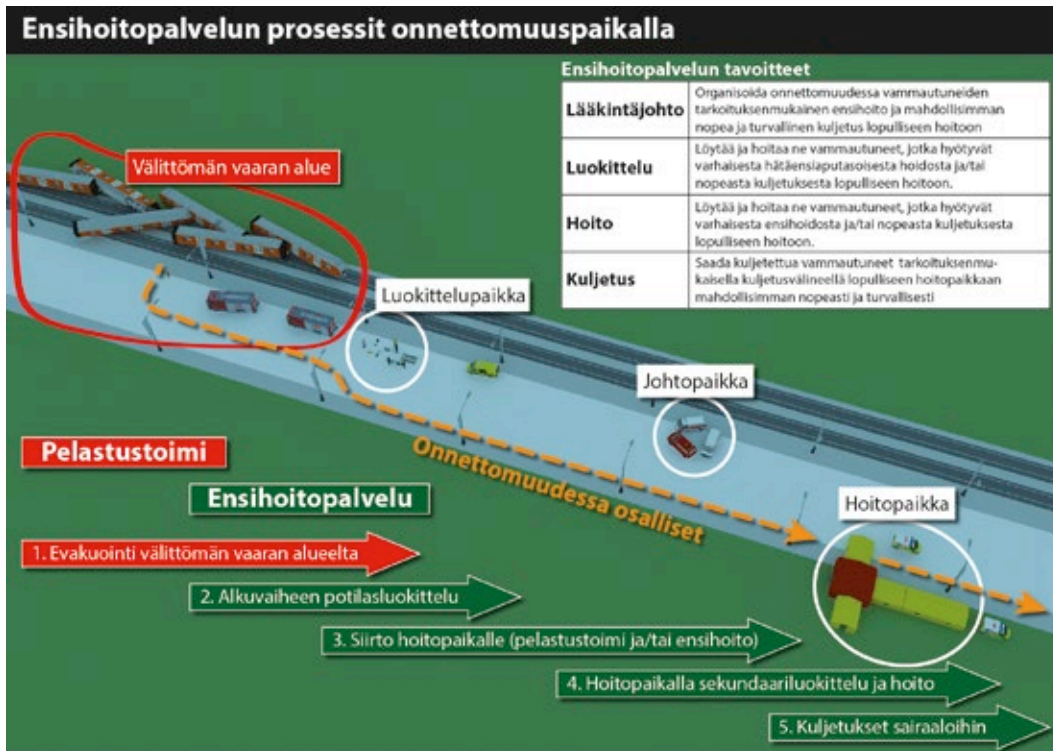 Ensihoitopalvelun prosessit onnettomuuspaikalla
Ensihoitopalvelun tavoitteet
Lääkintäjohto
Organisoida onnettomuudessa vammautuneiden
tarkoituksenmukainen ensihoito ja mahdollisimman
nopea ja turvallinen kuljetus lopulliseen hoitoon
Luokittelu
Löytää ja hoitaa ne vammautuneet, jotka hyötyvät
varhaisesta hätäensiaputasoisesta hoidosta ja/tai
nopeasta kuljetuksesta lopulliseen hoitoon.
Hoito
Löytää ja hoitaa ne vammautuneet, jotka hyötyvät
varhaisesta ensihoidosta ja/tai nopeasta kuljetuksesta
lopulliseen hoitoon.
Kuljetus
Saada kuljetettua vammautuneet tarkoituksenmu-
kaisella kuljetusvälineellä lopulliseen hoitopaikkaan
mahdollisimman nopeasti ja turvallisesti
Välittömän vaaran alue
Luokittelupaikka
Johtopaikka
Hoitopaikka
Onnettomuudessa osalliset
Pelastustoimi
Ensihoitopalvelu
1. Evakuointi välittömän vaaran alueelta
2. Alkuvaiheen potilasluokittelu
3. Siirto hoitopaikalle (pelastustoimi ja/tai ensihoito)
4. Hoitopaikalla sekundaariluokittelu ja hoito
5. Kuljetukset sairaaloihin